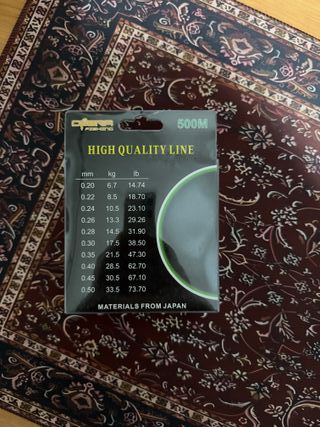 FISHING
500M
HIGH QUALITY LINE
mm kg lb
0.20 6.7 14.74
0.22 8.5 18.70
0.24 10.5 23.10
0.26 13.3 29.26
0.28 14.5 31.90
0.30 17.5 38.50
0.35 21.5 47.30
0.40 28.5 62.70
0.45 30.5 67.10
0.50 33.5 73.70
MATERIALS FROM JAPAN